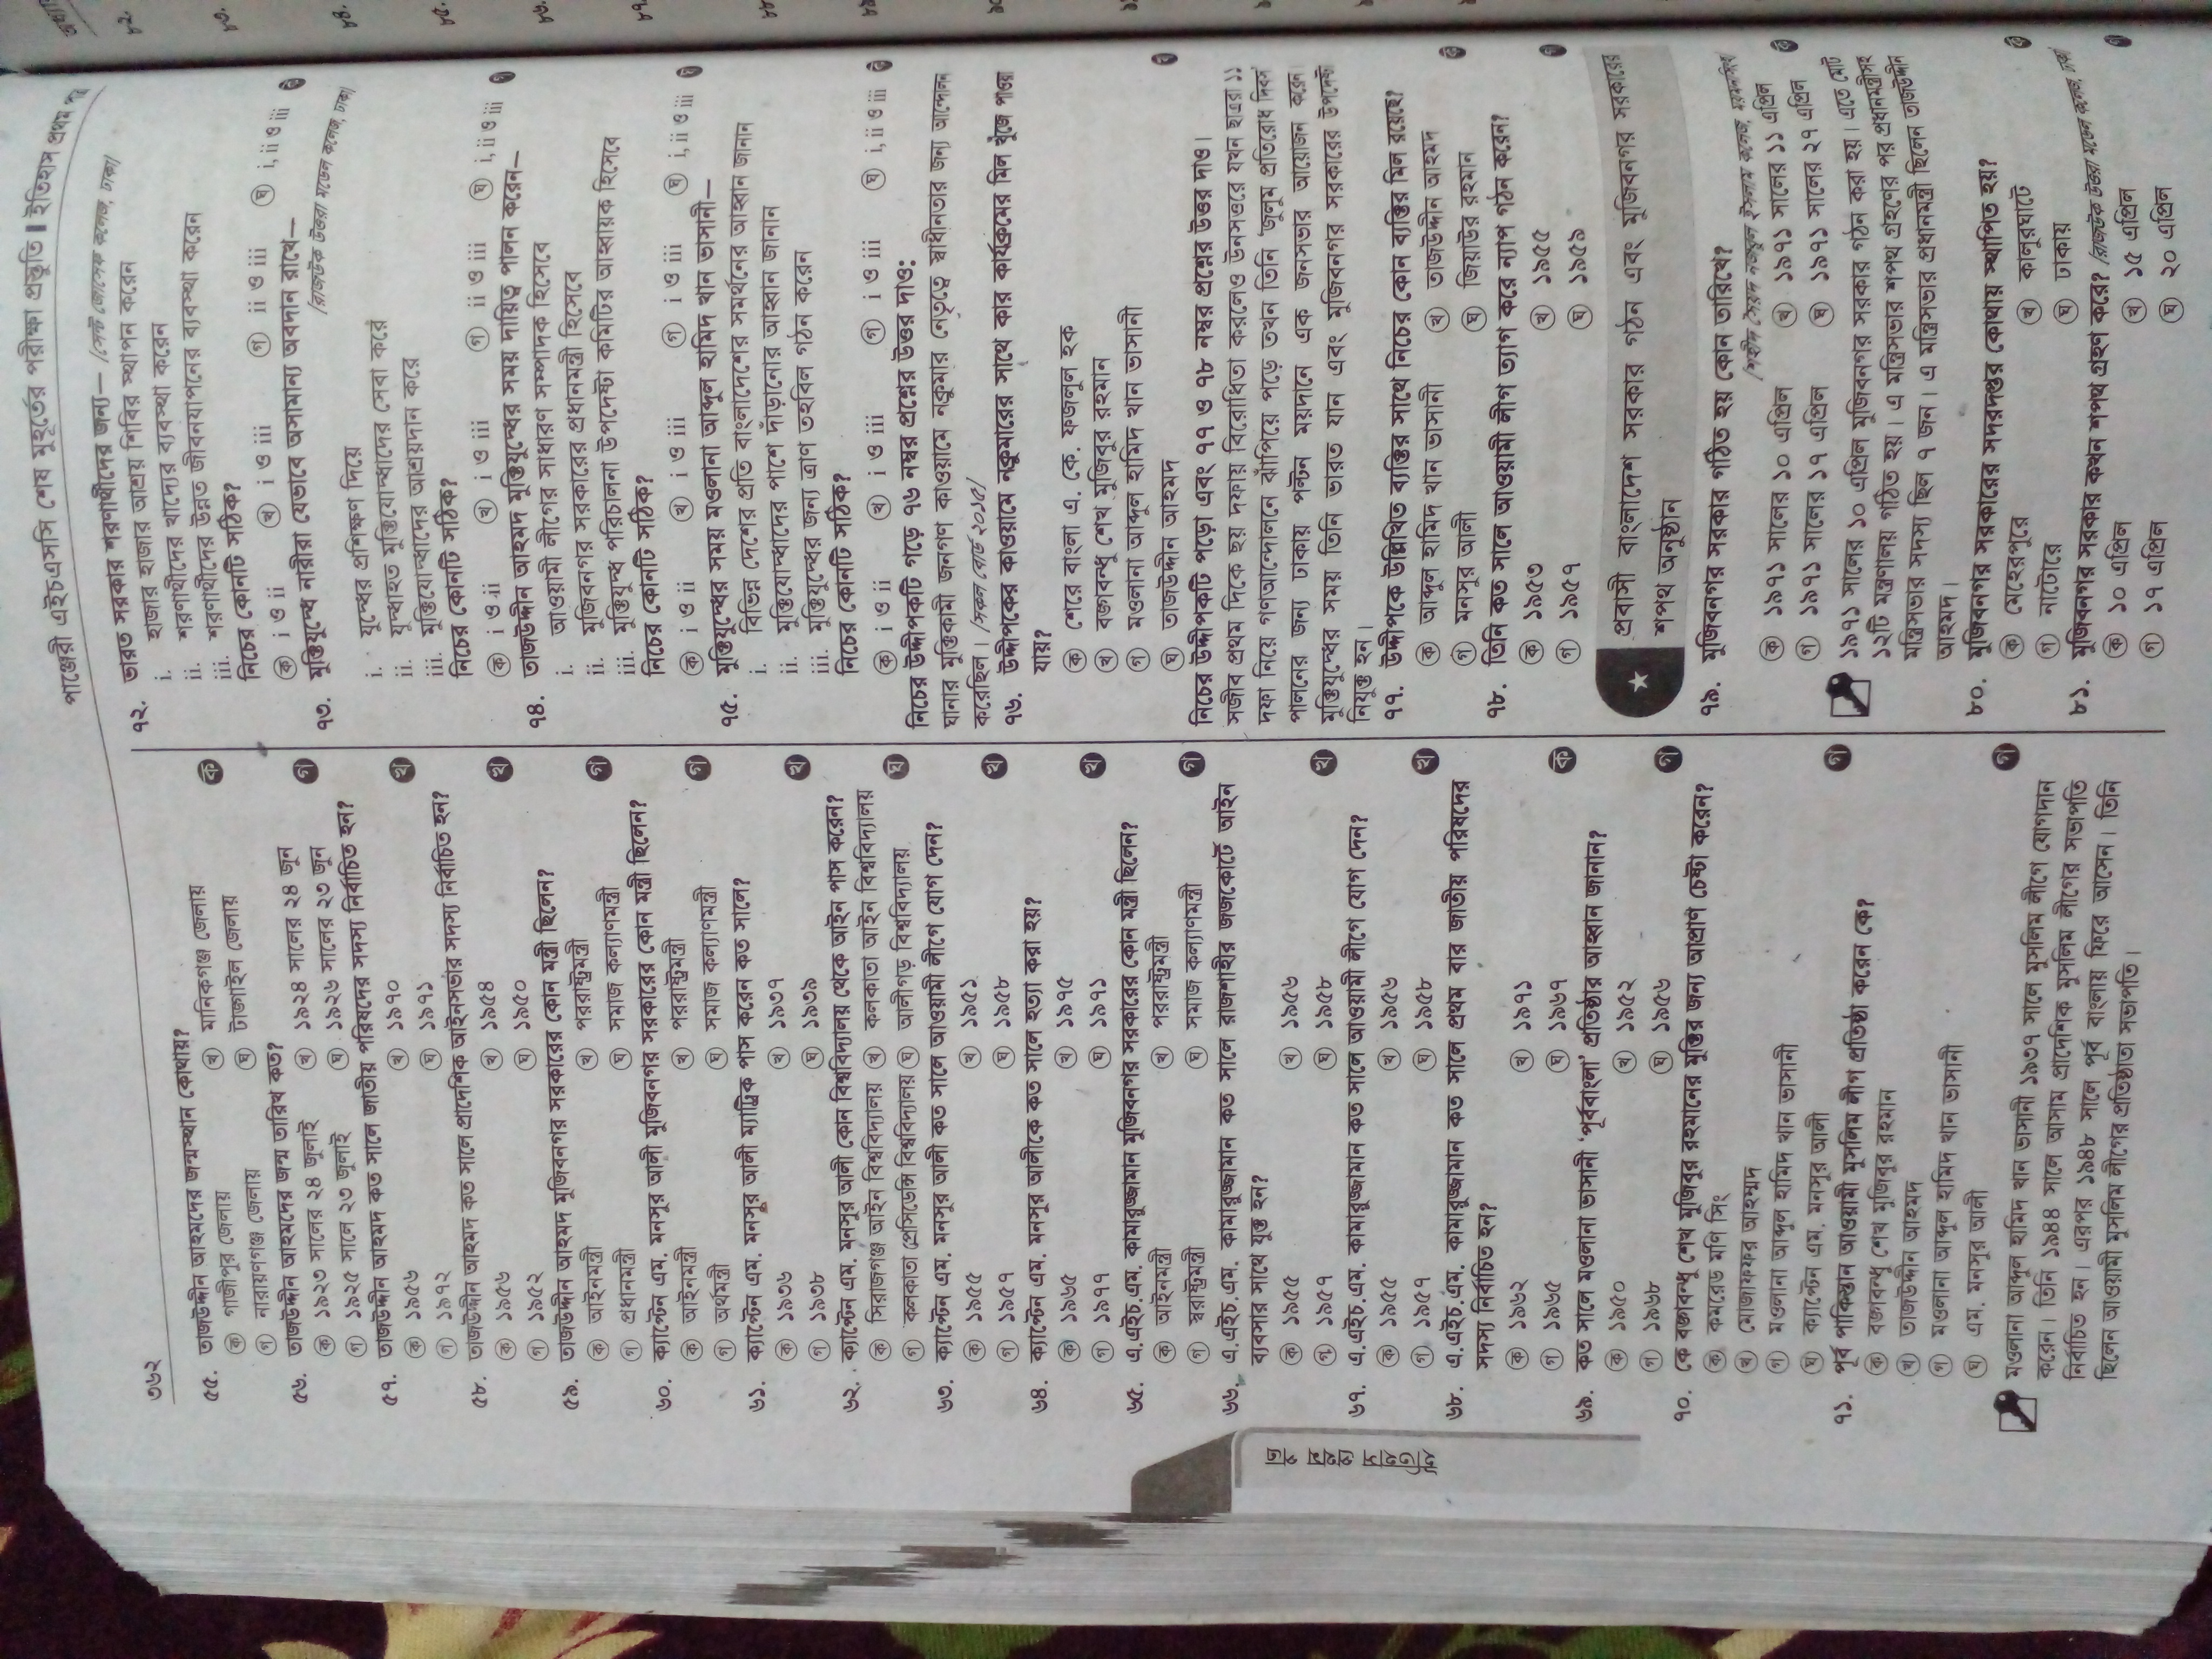 পাঞ্জেরী এইচএসসি শেষ মুহূর্তের পরীক্ষা প্রস্তুতি ❙ ইতিহাস প্রথম পত্র
৩৬২
৫৫. তাজউদ্দীন আহমদের জন্মস্থান কোথায়?
ক গাজীপুর জেলায় খ মানিকগঞ্জ জেলায়
গ নারায়ণগঞ্জ জেলায় ঘ টাঙ্গাইল জেলায় ক
৫৬. তাজউদ্দীন আহমদের জন্ম তারিখ কত?
ক ১৯২৩ সালের ২৪ জুলাই খ ১৯২৪ সালের ২৪ জুন
গ ১৯২৫ সালে ২৩ জুলাই ঘ ১৯২৬ সালের ২৩ জুন গ
৫৭. তাজউদ্দীন আহমদ কত সালে জাতীয় পরিষদের সদস্য নির্বাচিত হন?
ক ১৯৫৬ খ ১৯৭০
গ ১৯৭২ ঘ ১৯৭১ খ
৫৮. তাজউদ্দীন আহমদ কত সালে প্রাদেশিক আইনসভার সদস্য নির্বাচিত হন?
ক ১৯৫৬ খ ১৯৫৪
গ ১৯৫২ ঘ ১৯৫০ খ
৫৯. তাজউদ্দীন আহমদ মুজিবনগর সরকারের কোন মন্ত্রী ছিলেন?
ক আইনমন্ত্রী খ পররাষ্ট্রমন্ত্রী
গ প্রধানমন্ত্রী ঘ সমাজ কল্যাণমন্ত্রী গ
৬০. ক্যাপ্টেন এম. মনসুর আলী মুজিবনগর সরকারের কোন মন্ত্রী ছিলেন?
ক আইনমন্ত্রী খ পররাষ্ট্রমন্ত্রী
গ অর্থমন্ত্রী ঘ সমাজ কল্যাণমন্ত্রী গ
৬১. ক্যাপ্টেন এম. মনসুর আলী ম্যাট্রিক পাস করেন কত সালে?
ক ১৯৩৬ খ ১৯৩৭
গ ১৯৩৮ ঘ ১৯৩৯ খ
৬২. ক্যাপ্টেন এম. মনসুর আলী কোন বিশ্ববিদ্যালয় থেকে আইন পাস করেন?
ক সিরাজগঞ্জ আইন বিশ্ববিদ্যালয় খ কলকাতা আইন বিশ্ববিদ্যালয়
গ কলকাতা প্রেসিডেন্সি বিশ্ববিদ্যালয় ঘ আলীগড় বিশ্ববিদ্যালয় ঘ
৬৩. ক্যাপ্টেন এম. মনসুর আলী কত সালে আওয়ামী লীগে যোগ দেন?
ক ১৯৫৫ খ ১৯৫১
গ ১৯৫৭ ঘ ১৯৫৮ খ
৬৪. ক্যাপ্টেন এম. মনসুর আলীকে কত সালে হত্যা করা হয়?
ক ১৯৬৫ খ ১৯৭৫
গ ১৯৭৭ ঘ ১৯৭১ খ
৬৫. এ.এইচ.এম. কামারুজ্জামান মুজিবনগর সরকারের কোন মন্ত্রী ছিলেন?
ক আইনমন্ত্রী খ পররাষ্ট্রমন্ত্রী
গ স্বরাষ্ট্রমন্ত্রী ঘ সমাজ কল্যাণমন্ত্রী গ
৬৬. এ.এইচ.এম. কামারুজ্জামান কত সালে রাজশাহীর জজকোর্টে আইন
ব্যবসার সাথে যুক্ত হন?
ক ১৯৫৫ খ ১৯৫৬
গ ১৯৫৭ ঘ ১৯৫৮ খ
৬৭. এ.এইচ.এম. কামারুজ্জামান কত সালে আওয়ামী লীগে যোগ দেন?
ক ১৯৫৫ খ ১৯৫৬
গ ১৯৫৭ ঘ ১৯৫৮ খ
৬৮. এ.এইচ.এম. কামারুজ্জামান কত সালে প্রথম বার জাতীয় পরিষদের
সদস্য নির্বাচিত হন?
ক ১৯৬২ খ ১৯৭১
গ ১৯৬৫ ঘ ১৯৬৭ ক
৬৯. কত সালে মওলানা ভাসানী ‘পূর্ববাংলা’ প্রতিষ্ঠার আহ্বান জানান?
ক ১৯৫০ খ ১৯৫২
গ ১৯৬৮ ঘ ১৯৫৬ গ
৭০. কে বঙ্গবন্ধু শেখ মুজিবুর রহমানের মুক্তির জন্য আপ্রাণ চেষ্টা করেন?
ক কমরেড মণি সিং
খ মোজাফফর আহম্মদ
গ মওলানা আব্দুল হামিদ খান ভাসানী
ঘ ক্যাপ্টেন এম. মনসুর আলী গ
৭১. পূর্ব পাকিস্তান আওয়ামী মুসলিম লীগ প্রতিষ্ঠা করেন কে?
ক বঙ্গবন্ধু শেখ মুজিবুর রহমান
খ তাজউদ্দীন আহমদ
গ মওলানা আব্দুল হামিদ খান ভাসানী
ঘ এম. মনসুর আলী গ
মওলানা আব্দুল হামিদ খান ভাসানী ১৯৩৭ সালে মুসলিম লীগে যোগদান
করেন। তিনি ১৯৪৪ সালে আসাম প্রাদেশিক মুসলিম লীগের সভাপতি
নির্বাচিত হন। এরপর ১৯৪৮ সালে পূর্ব বাংলায় ফিরে আসেন। তিনি
ছিলেন আওয়ামী মুসলিম লীগের প্রতিষ্ঠাতা সভাপতি।
ইতিহাস প্রথম পত্র
৭২. ভারত সরকার শরণার্থীদের জন্য— [সেন্ট জোসেফ কলেজ, ঢাকা]
i. হাজার হাজার আশ্রয় শিবির স্থাপন করেন
ii. শরণার্থীদের খাদ্যের ব্যবস্থা করেন
iii. শরণার্থীদের উন্নত জীবনযাপনের ব্যবস্থা করেন
নিচের কোনটি সঠিক?
ক i ও ii খ i ও iii গ ii ও iii ঘ i, ii ও iii
৭৩. মুক্তিযুদ্ধে নারীরা যেভাবে অসামান্য অবদান রাখে—
[রাজউক উত্তরা মডেল কলেজ, ঢাকা]
i. যুদ্ধের প্রশিক্ষণ দিয়ে
ii. যুদ্ধাহত মুক্তিযোদ্ধাদের সেবা করে
iii. মুক্তিযোদ্ধাদের আশ্রয়দান করে
নিচের কোনটি সঠিক?
ক i ও ii খ i ও iii গ ii ও iii ঘ i, ii ও iii
৭৪. তাজউদ্দীন আহমদ মুক্তিযুদ্ধের সময় দায়িত্ব পালন করেন—
i. আওয়ামী লীগের সাধারণ সম্পাদক হিসেবে
ii. মুজিবনগর সরকারের প্রধানমন্ত্রী হিসেবে
iii. মুক্তিযুদ্ধ পরিচালনা উপদেষ্টা কমিটির আহ্বায়ক হিসেবে
নিচের কোনটি সঠিক?
ক i ও ii খ i ও iii গ i ও iii ঘ i, ii ও iii
৭৫. মুক্তিযুদ্ধের সময় মওলানা আব্দুল হামিদ খান ভাসানী—
i. বিভিন্ন দেশের প্রতি বাংলাদেশের সমর্থনের আহ্বান জানান
ii. মুক্তিযোদ্ধাদের পাশে দাঁড়ানোর আহ্বান জানান
iii. মুক্তিযুদ্ধের জন্য ত্রাণ তহবিল গঠন করেন
নিচের কোনটি সঠিক?
ক i ও ii খ i ও iii গ i ও iii ঘ i, ii ও iii
নিচের উদ্দীপকটি পড়ে ৭৬ নম্বর প্রশ্নের উত্তর দাও:
ঘানার মুক্তিকামী জনগণ কাওয়ামে নক্রুমার নেতৃত্বে স্বাধীনতার জন্য আন্দোলন
করেছিল। [সকল বোর্ড ২০১৫]
৭৬. উদ্দীপকের কাওয়ামে নক্রুমারের সাথে কার কার্যক্রমের মিল খুঁজে পাওয়া
যায়?
ক শেরে বাংলা এ. কে. ফজলুল হক
খ বঙ্গবন্ধু শেখ মুজিবুর রহমান
গ মওলানা আব্দুল হামিদ খান ভাসানী
ঘ তাজউদ্দীন আহমদ
নিচের উদ্দীপকটি পড়ো এবং ৭৭ ও ৭৮ নম্বর প্রশ্নের উত্তর দাও।
সজীব প্রথম দিকে ছয় দফায় বিরোধিতা করলেও উনসত্তরে যখন ছাত্ররা ১১
দফা নিয়ে গণআন্দোলনে ঝাঁপিয়ে পড়ে তখন তিনি ‘জুলুম প্রতিরোধ দিবস’
পালনের জন্য ঢাকায় পল্টন ময়দানে এক জনসভার আয়োজন করেন।
মুক্তিযুদ্ধের সময় তিনি ভারত যান এবং মুজিবনগর সরকারের উপদেষ্টা
নিযুক্ত হন।
৭৭. উদ্দীপকে উল্লিখিত ব্যক্তির সাথে নিচের কোন ব্যক্তির মিল রয়েছে?
ক আব্দুল হামিদ খান ভাসানী খ তাজউদ্দীন আহমদ
গ মনসুর আলী ঘ জিয়াউর রহমান
৭৮. তিনি কত সালে আওয়ামী লীগ ত্যাগ করে ন্যাপ গঠন করেন?
ক ১৯৫৩ খ ১৯৫৫
গ ১৯৫৭ ঘ ১৯৫৯
★ প্রবাসী বাংলাদেশ সরকার গঠন এবং মুজিবনগর সরকারের
শপথ অনুষ্ঠান
৭৯. মুজিবনগর সরকার গঠিত হয় কোন তারিখে?
[শহীদ সৈয়দ নজরুল ইসলাম কলেজ, ময়মনসিংহ]
ক ১৯৭১ সালের ১০ এপ্রিল খ ১৯৭১ সালের ১১ এপ্রিল
গ ১৯৭১ সালের ১৭ এপ্রিল ঘ ১৯৭১ সালের ২৭ এপ্রিল
১৯৭১ সালের ১০ এপ্রিল মুজিবনগর সরকার গঠন করা হয়। এতে মোট
১২টি মন্ত্রণালয় গঠিত হয়। এ মন্ত্রিসভার শপথ গ্রহণের পর প্রধানমন্ত্রীসহ
মন্ত্রিসভার সদস্য ছিল ৭ জন। এ মন্ত্রিসভার প্রধানমন্ত্রী ছিলেন তাজউদ্দীন
আহমদ।
৮০. মুজিবনগর সরকারের সদরদপ্তর কোথায় স্থাপিত হয়?
ক মেহেরপুরে খ কালুরঘাটে
গ নাটোরে ঘ ঢাকায়
৮১. মুজিবনগর সরকার কখন শপথ গ্রহণ করে? [রাজউক উত্তরা মডেল কলেজ, ঢাকা]
ক ১০ এপ্রিল খ ১৫ এপ্রিল
গ ১৭ এপ্রিল ঘ ২০ এপ্রিল
৮২.
৮৩.
৮৪.
৮৫.
৮৬.
৮৭.
৮৮
৮৯